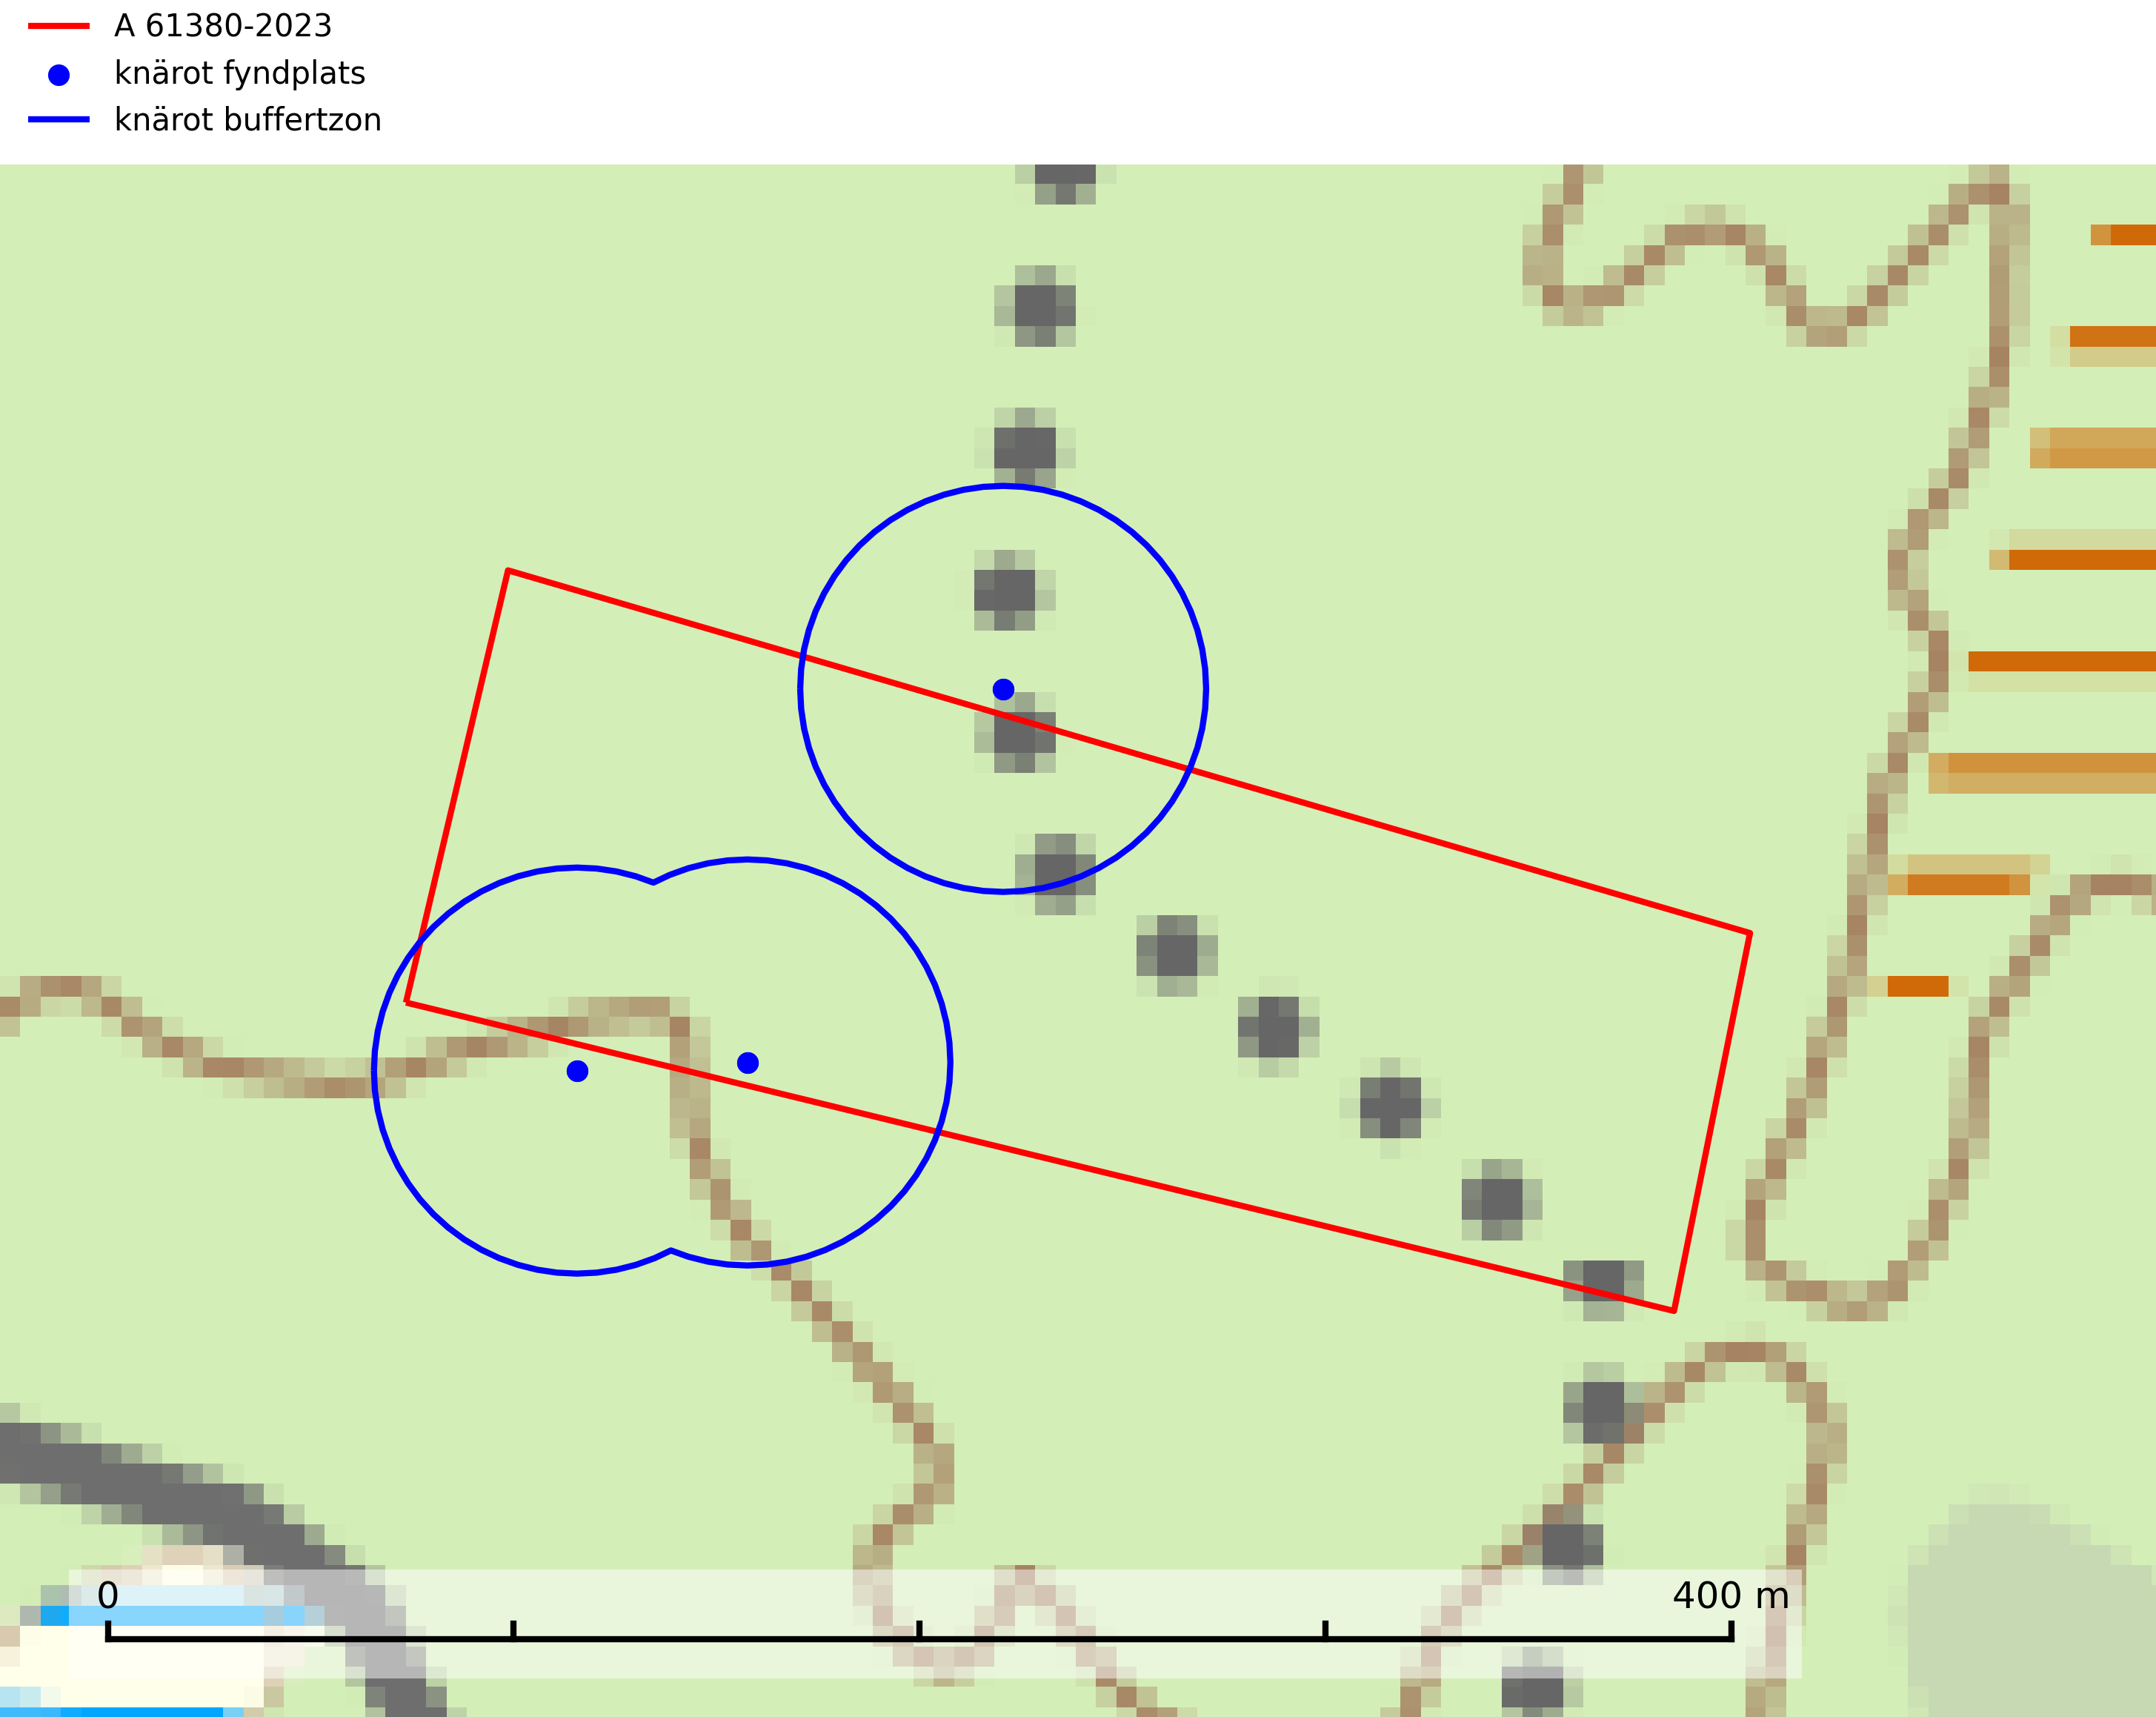 A 61380-2023
knärot fyndplats
knärot buffertzon
0 400 m